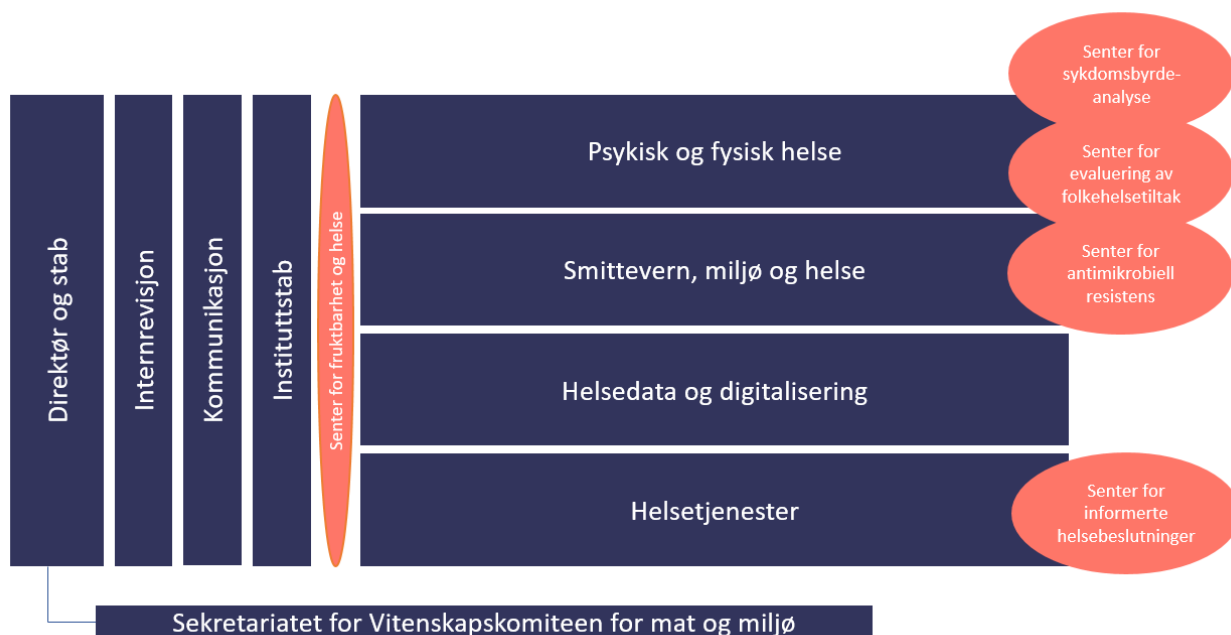 Direktør og stab
Internrevisjon
Kommunikasjon
Instituttstab
Senter for fruktbarhet og helse
Psykisk og fysisk helse
Smittevern, miljø og helse
Helsedata og digitalisering
Helsetjenester
Senter for
sykdomsbyrde-
analyse
Senter for
evaluering av
folkehelsetiltak
Senter for
antimikrobiell
resistens
Senter for
informerte
helsebeslutninger
Sekretariatet for Vitenskapskomiteen for mat og miljø